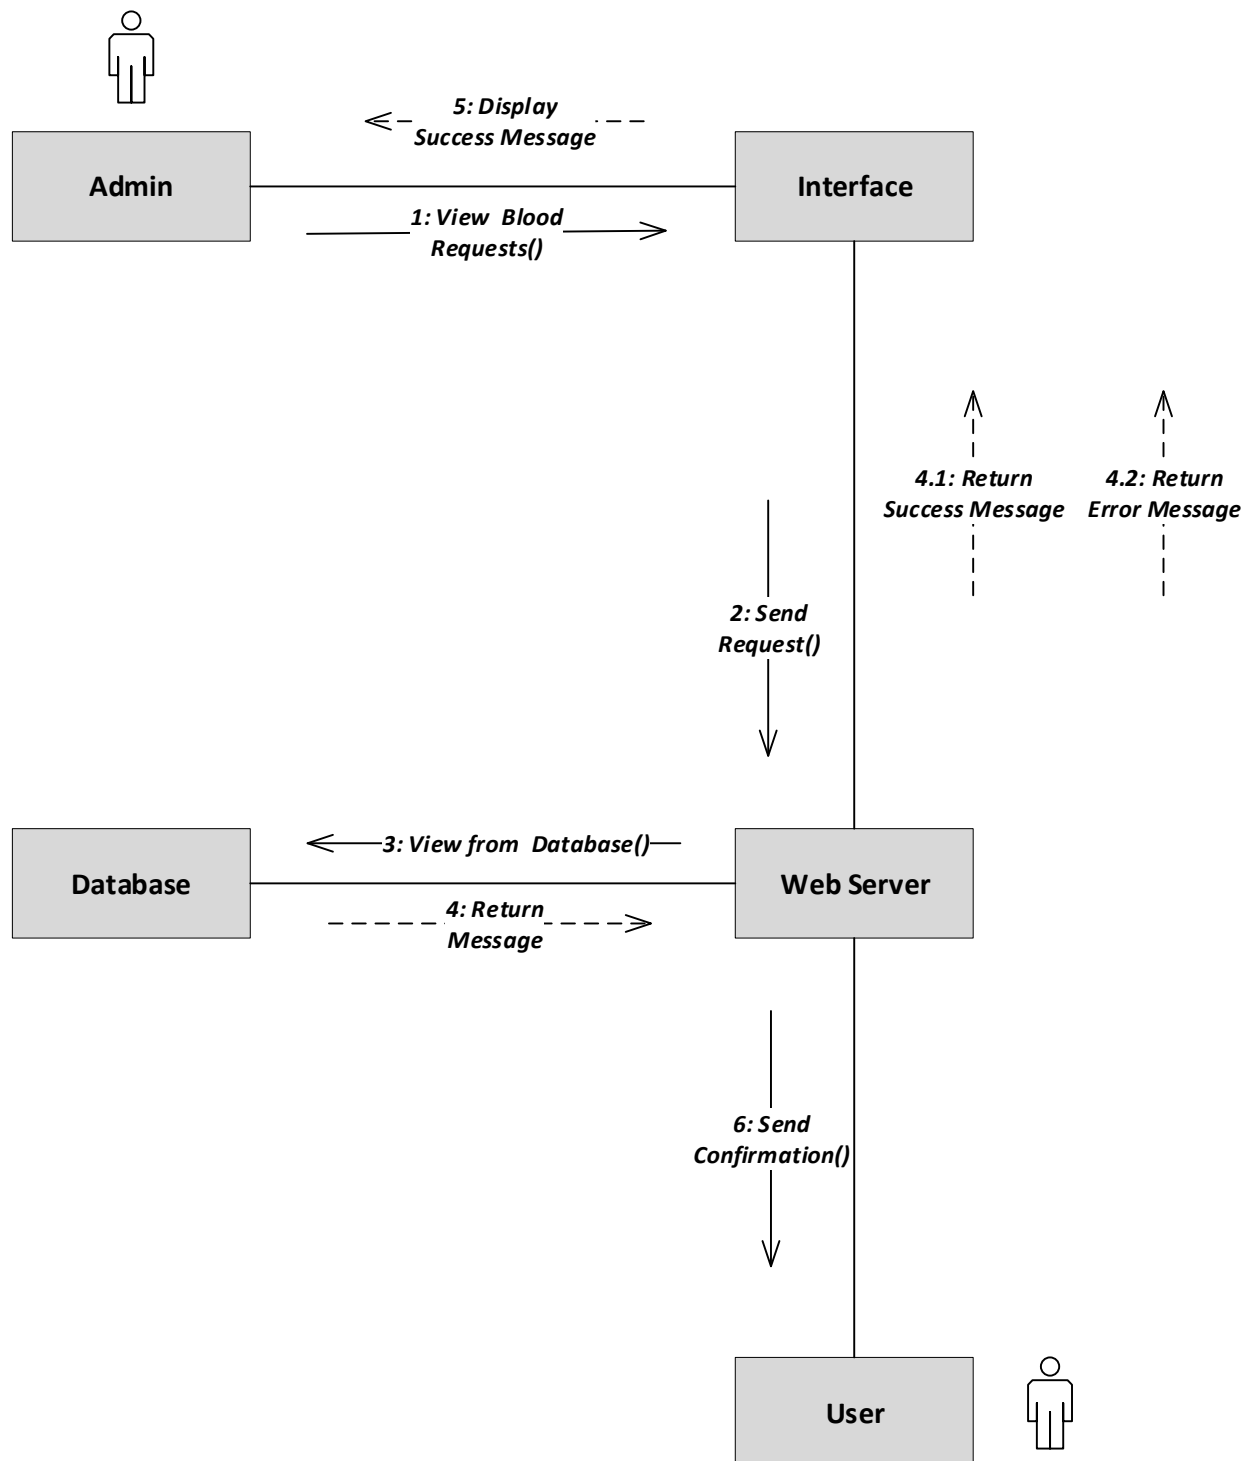 5: Display
Success Message
Admin
Interface
1: View  Blood
Requests()
4.1: Return
Success Message
4.2: Return
Error Message
2: Send
Request()
3: View from  Database()
Database
Web Server
4: Return
Message
6: Send
Confirmation()
User